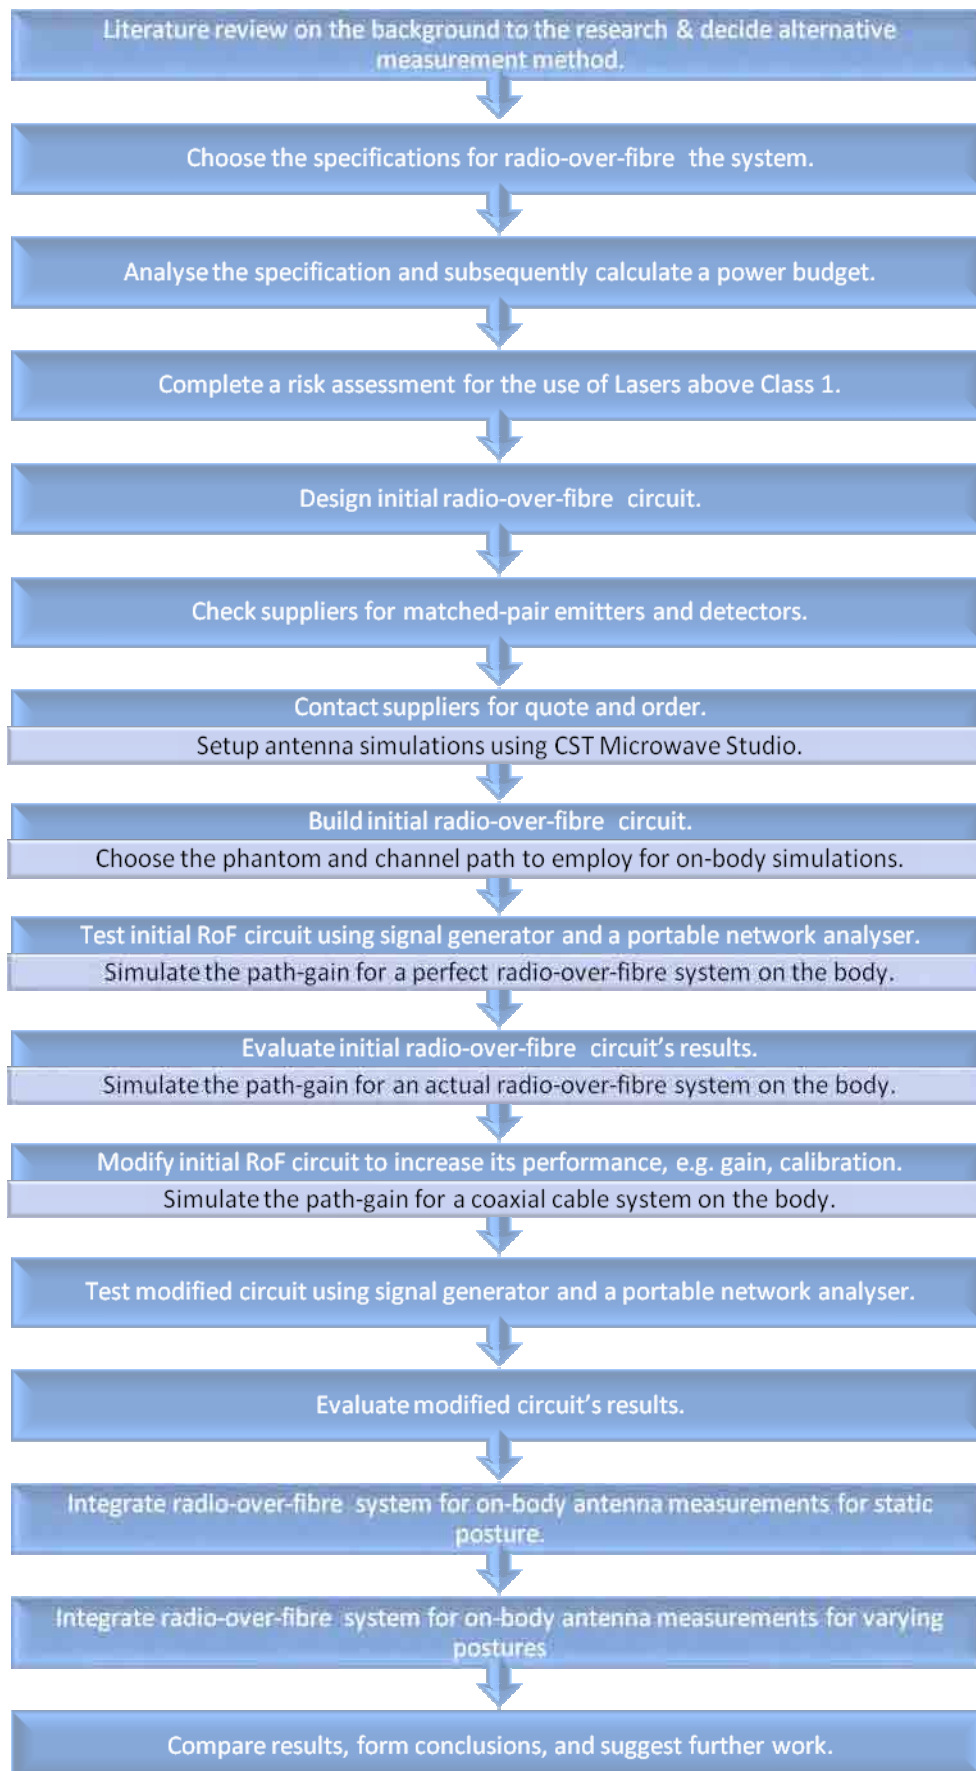 Literature review on the background to the research & decide alternative
measurement method.
Choose the specifications for radio-over-fibre the system.
Analyse the specification and subsequently calculate a power budget.
Complete a risk assessment for the use of Lasers above Class 1.
Design initial radio-over-fibre circuit.
Check suppliers for matched-pair emitters and detectors.
Contact suppliers for quote and order.
Setup antenna simulations using CST Microwave Studio.
Build initial radio-over-fibre circuit.
Choose the phantom and channel path to employ for on-body simulations.
Test initial RoF circuit using signal generator and a portable network analyser.
Simulate the path-gain for a perfect radio-over-fibre system on the body.
Evaluate initial radio-over-fibre circuit's results.
Simulate the path-gain for an actual radio-over-fibre system on the body.
Modify initial RoF circuit to increase its performance, e.g. gain, calibration.
Simulate the path-gain for a coaxial cable system on the body.
Test modified circuit using signal generator and a portable network analyser.
Evaluate modified circuit's results.
Integrate radio-over-fibre system for on-body antenna measurements for static
posture.
Integrate radio-over-fibre system for on-body antenna measurements for varying
postures
Compare results, form conclusions, and suggest further work.